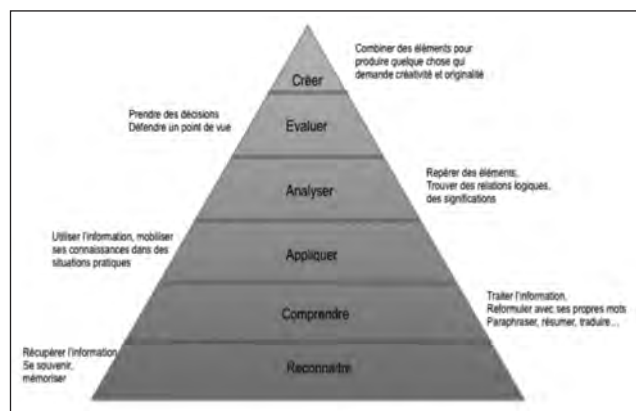 Combiner des éléments pour
produire quelque chose qui
demande créativité et originalité
Créer
Prendre des décisions
Défendre un point de vue
Evaluer
Repérer des éléments,
Trouver des relations logiques,
des significations
Analyser
Utiliser l'information, mobiliser
ses connaissances dans des
situations pratiques
Appliquer
Traiter l'information,
Reformuler avec ses propres mots
Paraphraser, résumer, traduire...
Comprendre
Récupérer l'information
Se souvenir,
mémoriser
Reconnaitre